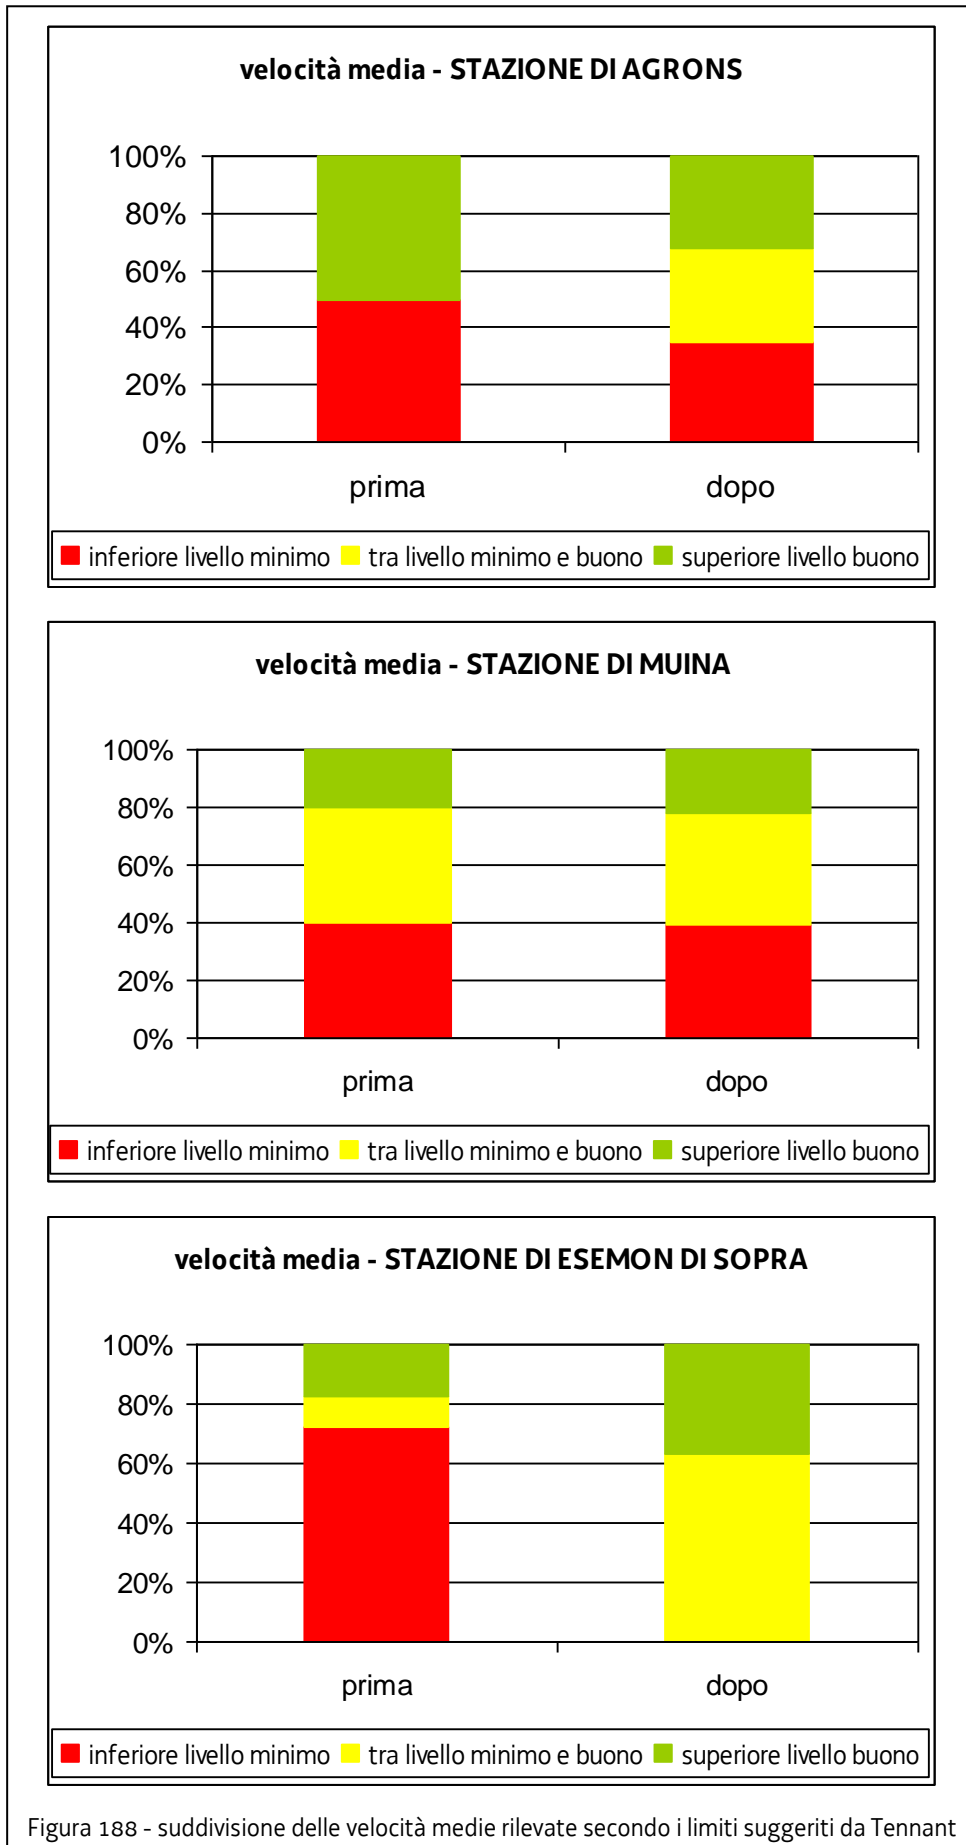 velocità media - STAZIONE DI AGRONS
100%
80%
60%
40%
20%
0%
prima dopo
inferiore livello minimo tra livello minimo e buono superiore livello buono
velocità media - STAZIONE DI MUINA
100%
80%
60%
40%
20%
0%
prima dopo
inferiore livello minimo tra livello minimo e buono superiore livello buono
velocità media - STAZIONE DI ESEMON DI SOPRA
100%
80%
60%
40%
20%
0%
prima dopo
inferiore livello minimo tra livello minimo e buono superiore livello buono
Figura 188 - suddivisione delle velocità medie rilevate secondo i limiti suggeriti da Tennant